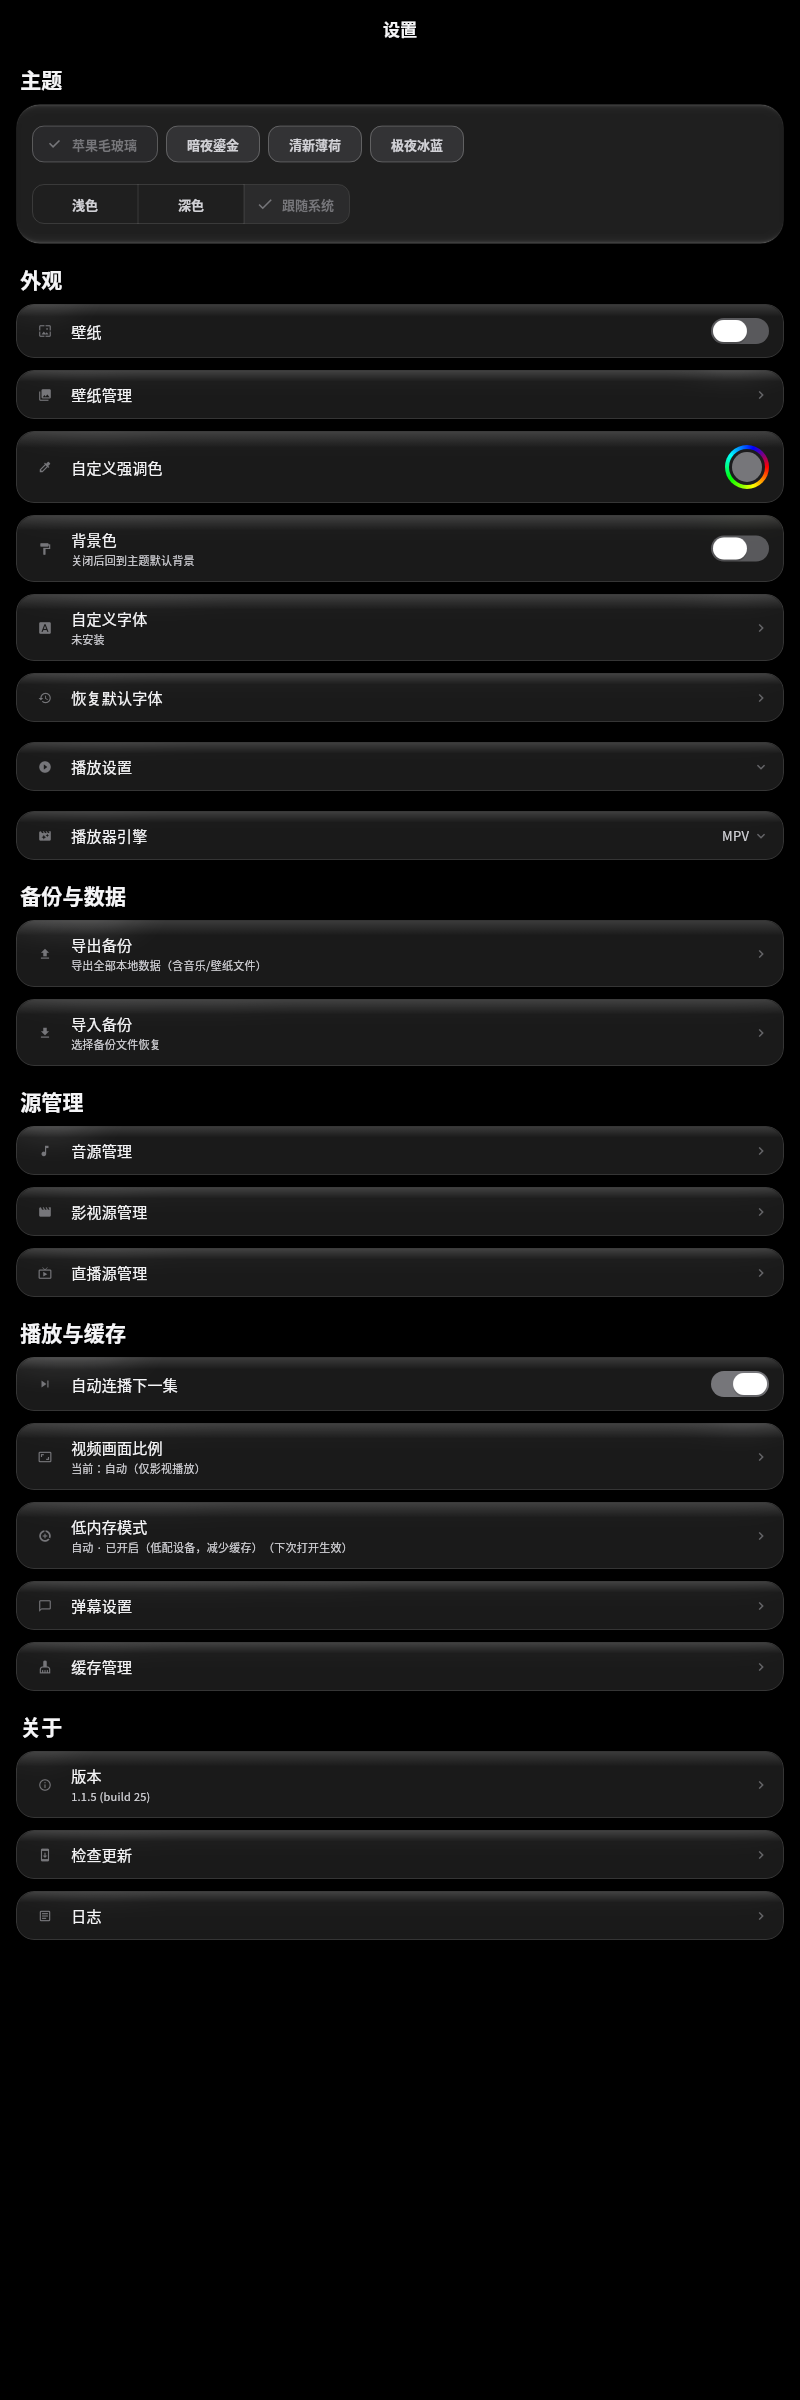 设置
主题
苹果毛玻璃
暗夜鎏金
清新薄荷
极夜冰蓝
浅色
深色
跟随系统
外观
壁纸
壁纸管理
自定义强调色
背景色
关闭后回到主题默认背景
自定义字体
未安装
恢复默认字体
播放设置
播放器引擎
MPV
备份与数据
导出备份
导出全部本地数据（含音乐/壁纸文件）
导入备份
选择备份文件恢复
源管理
音源管理
影视源管理
直播源管理
播放与缓存
自动连播下一集
视频画面比例
当前：自动（仅影视播放）
低内存模式
自动 · 已开启（低配设备，减少缓存）（下次打开生效）
弹幕设置
缓存管理
关于
版本
1.1.5 (build 25)
检查更新
日志